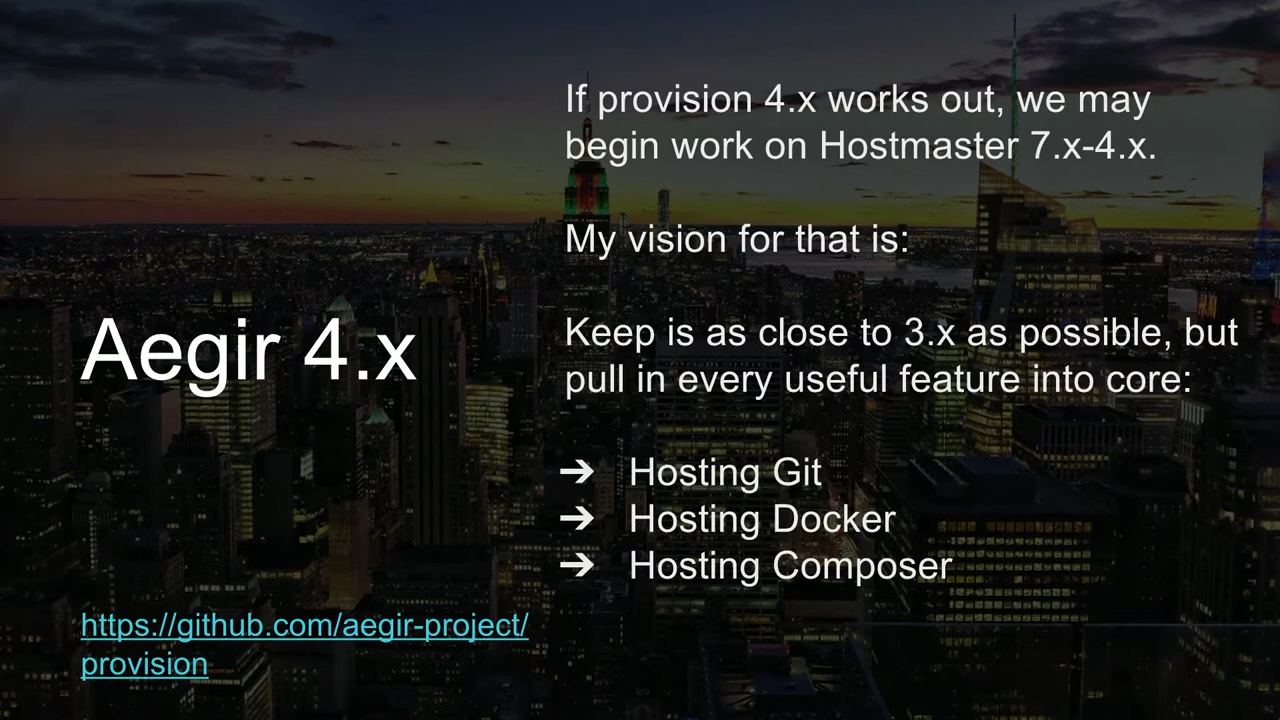 Aegir 4.x
https://github.com/aegir-project/
provision
If provision 4.x works out, we may
begin work on Hostmaster 7.x-4.x.
My vision for that is:
Keep is as close to 3.x as possible, but
pull in every useful feature into core:
➔ Hosting Git
➔ Hosting Docker
➔ Hosting Composer